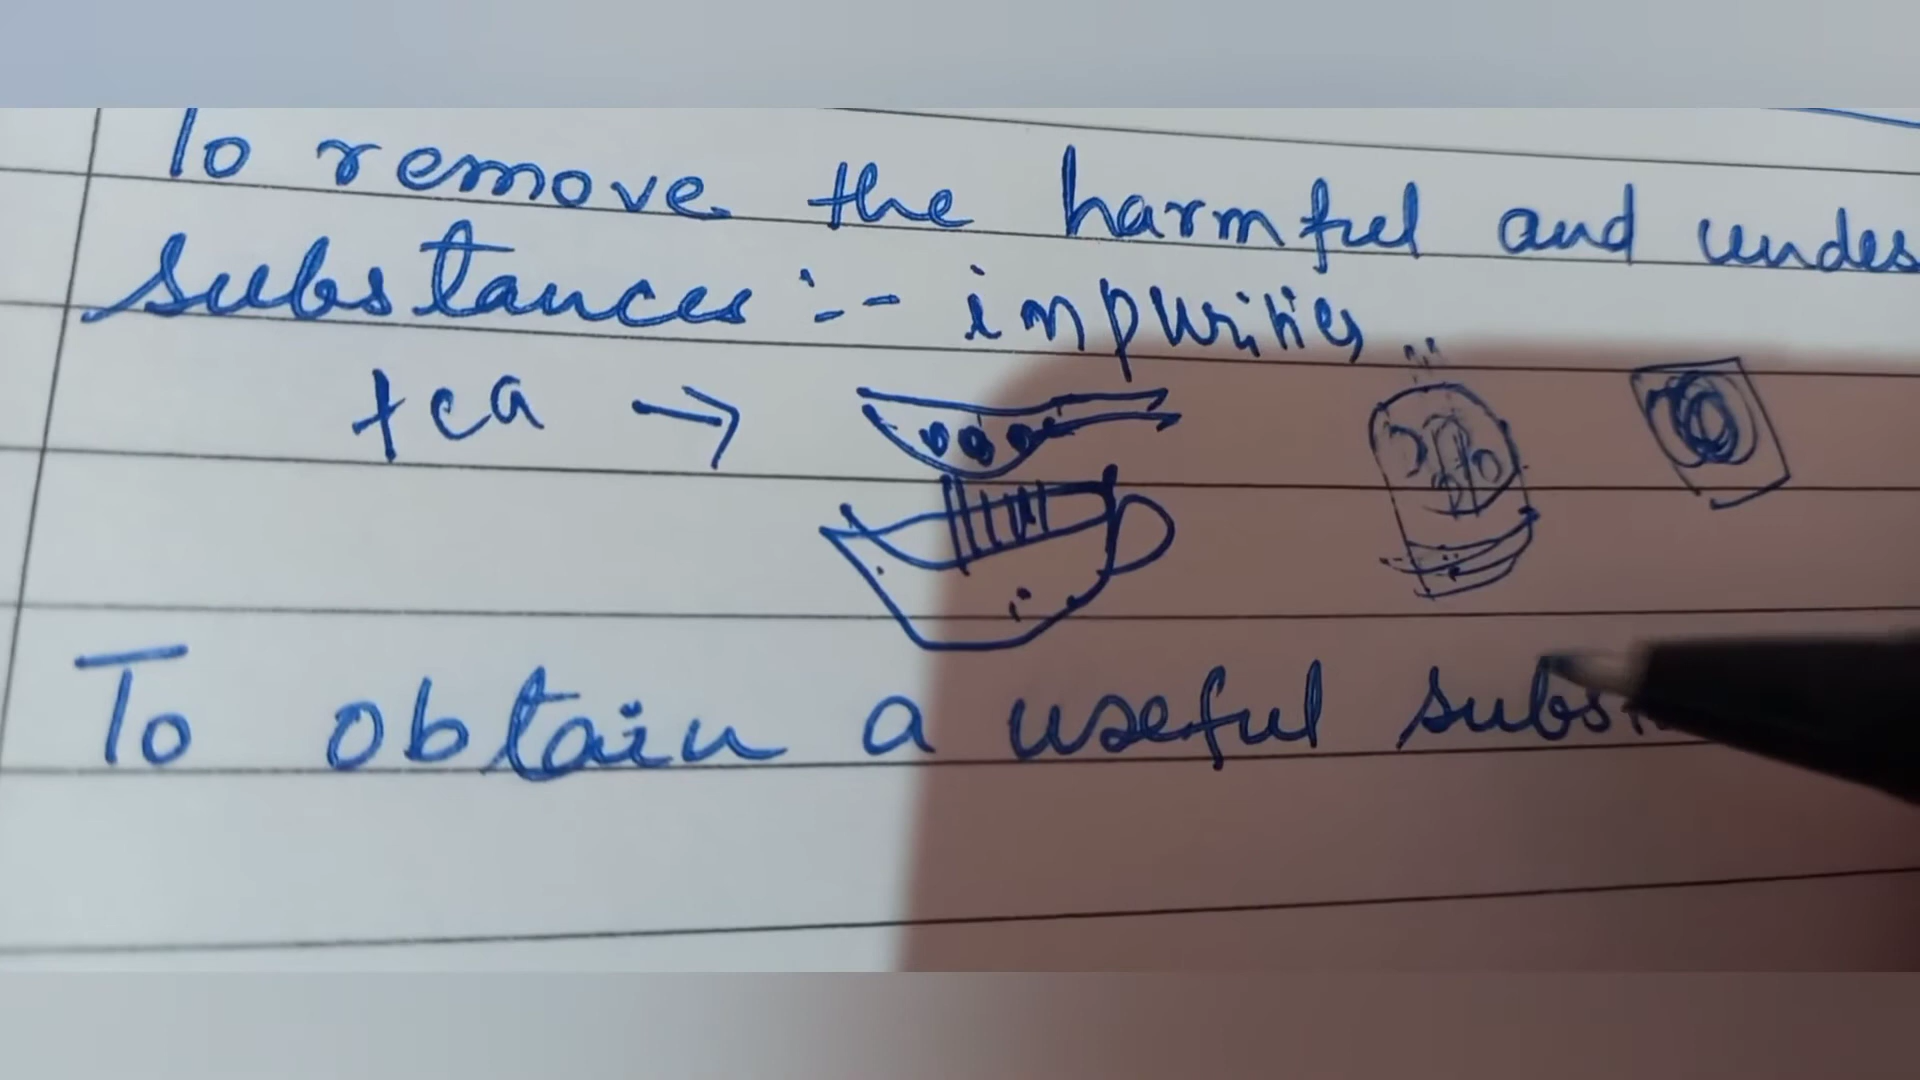 To remove the harmful and undes
substances :- impurities
tea →
To obtain a useful subs